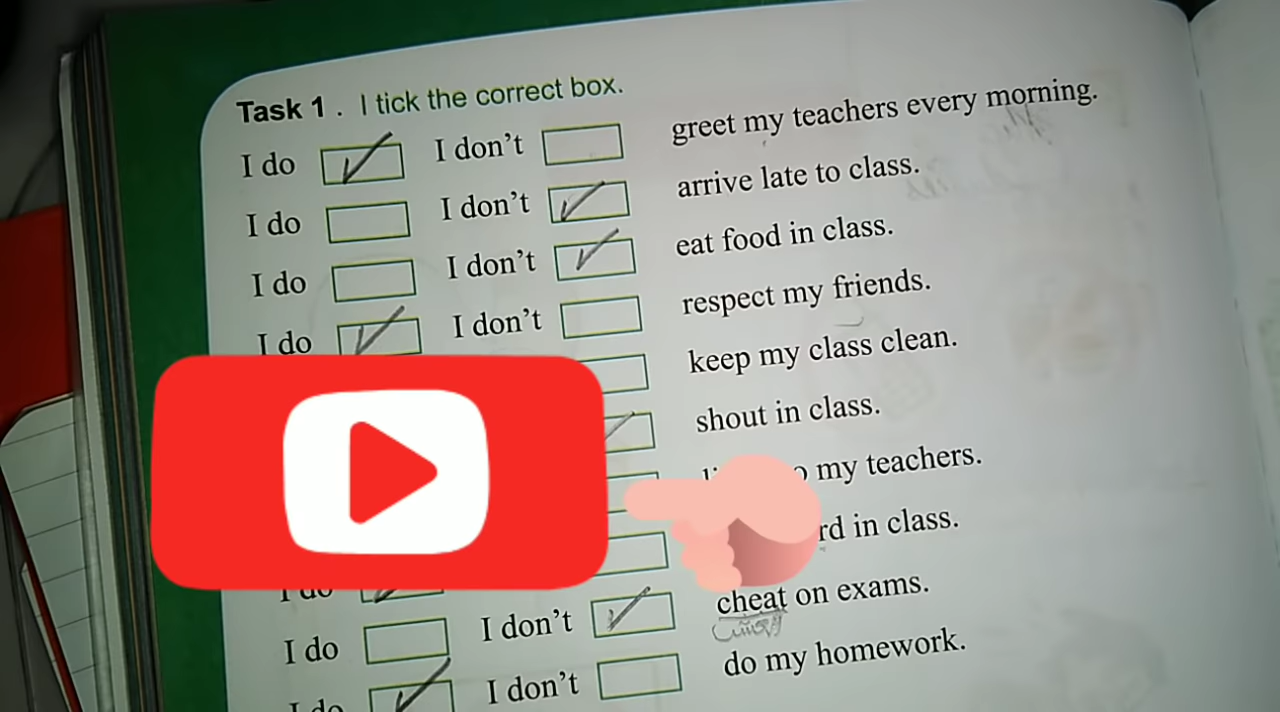 Task 1 . I tick the correct box.
I do I don't greet my teachers every morning.
I do I don't arrive late to class.
I do I don't eat food in class.
I do I don't respect my friends.
keep my class clean.
shout in class.
my teachers.
in class.
I do I don't cheat on exams.
I do I don't do my homework.